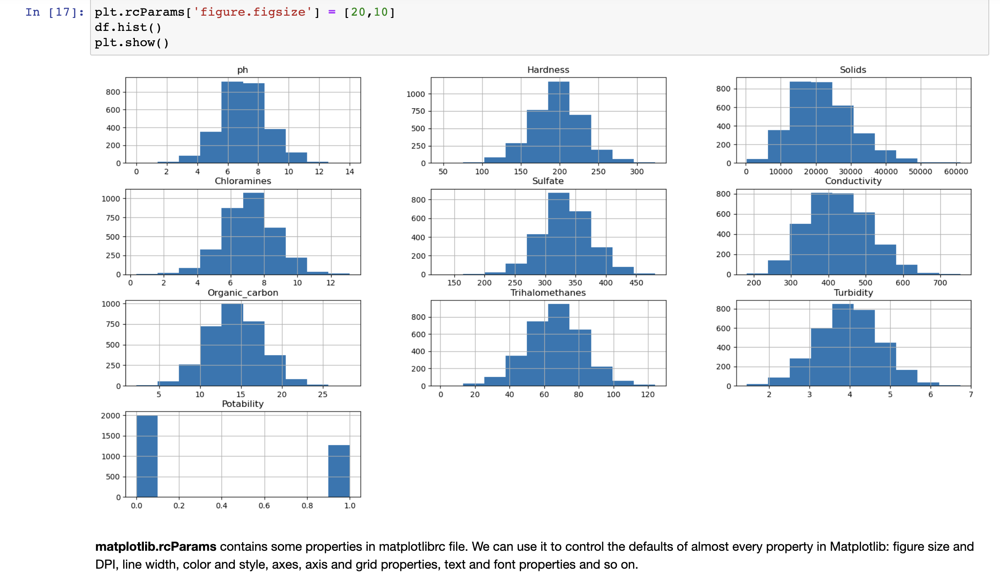 In [17]: plt.rcParams['figure.figsize'] = [20,10]
df.hist()
plt.show()
ph
800
600
400
200
0
0 2 4 6 8 10 12 14
Hardness
1000
750
500
250
0
50 100 150 200 250 300
Solids
800
600
400
200
0
0 10000 20000 30000 40000 50000 60000
Chloramines
1000
750
500
250
0
0 2 4 6 8 10 12
Sulfate
800
600
400
200
0
150 200 250 300 350 400 450
Conductivity
800
600
400
200
0
200 300 400 500 600 700
Organic_carbon
1000
750
500
250
0
5 10 15 20 25
Trihalomethanes
800
600
400
200
0
0 20 40 60 80 100 120
Turbidity
800
600
400
200
0
2 3 4 5 6 7
Potability
2000
1500
1000
500
0
0.0 0.2 0.4 0.6 0.8 1.0
matplotlib.rcParams contains some properties in matplotlibrc file. We can use it to control the defaults of almost every property in Matplotlib: figure size and
DPI, line width, color and style, axes, axis and grid properties, text and font properties and so on.